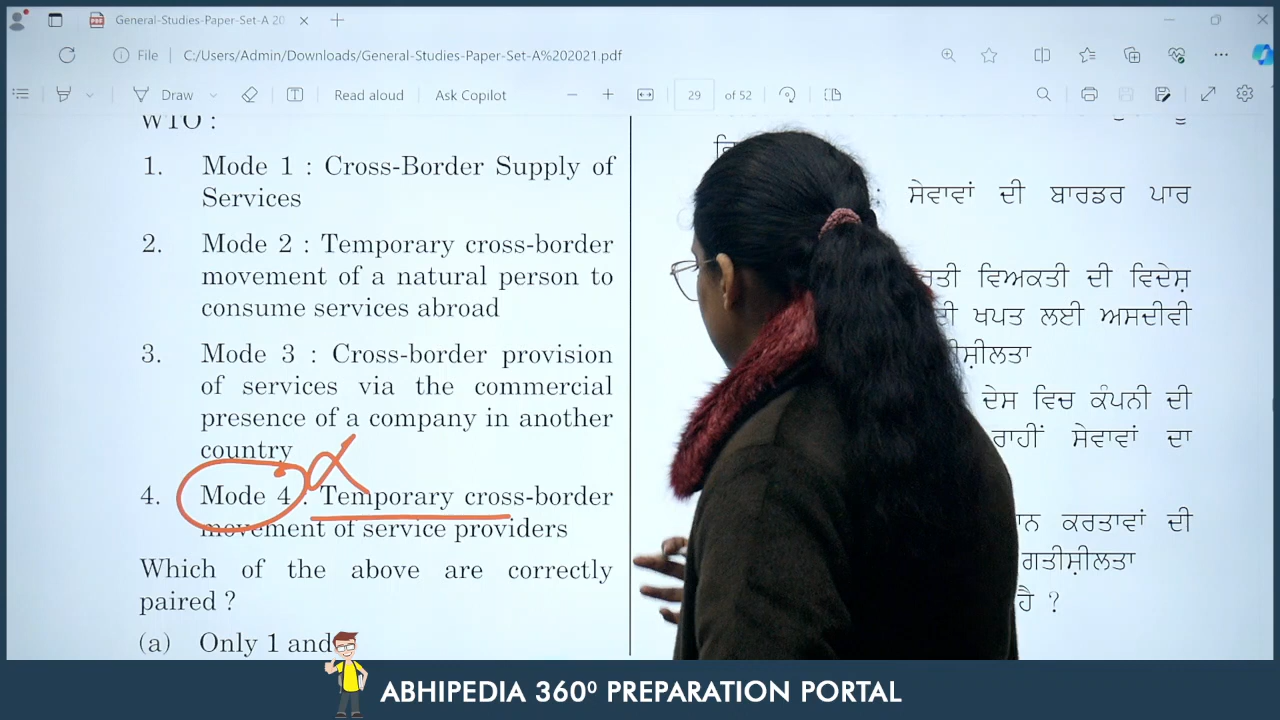 General-Studies-Paper-Set-A 20
File C:/Users/Admin/Downloads/General-Studies-Paper-Set-A%202021.pdf
Draw Read aloud Ask Copilot 29 of 52
WTO :
1. Mode 1 : Cross-Border Supply of
Services
2. Mode 2 : Temporary cross-border
movement of a natural person to
consume services abroad
3. Mode 3 : Cross-border provision
of services via the commercial
presence of a company in another
country
4. Mode 4 : Temporary cross-border
movement of service providers
Which of the above are correctly
paired ?
(a) Only 1 and
: ਸੇਵਾਵਾਂ ਦੀ ਬਾਰਡਰ ਪਾਰ
ਵਿਅਕਤੀ ਦੀ ਵਿਦੇਸ਼
ਖਪਤ ਲਈ ਅਸਦੀਵੀ
ਦੇਸ ਵਿਚ ਕੰਪਨੀ ਦੀ
ਰਾਹੀਂ ਸੇਵਾਵਾਂ ਦਾ
ਕਰਤਾਵਾਂ ਦੀ
ਗਤੀਸ਼ੀਲਤਾ
ਹੈ ?
ABHIPEDIA 360⁰ PREPARATION PORTAL